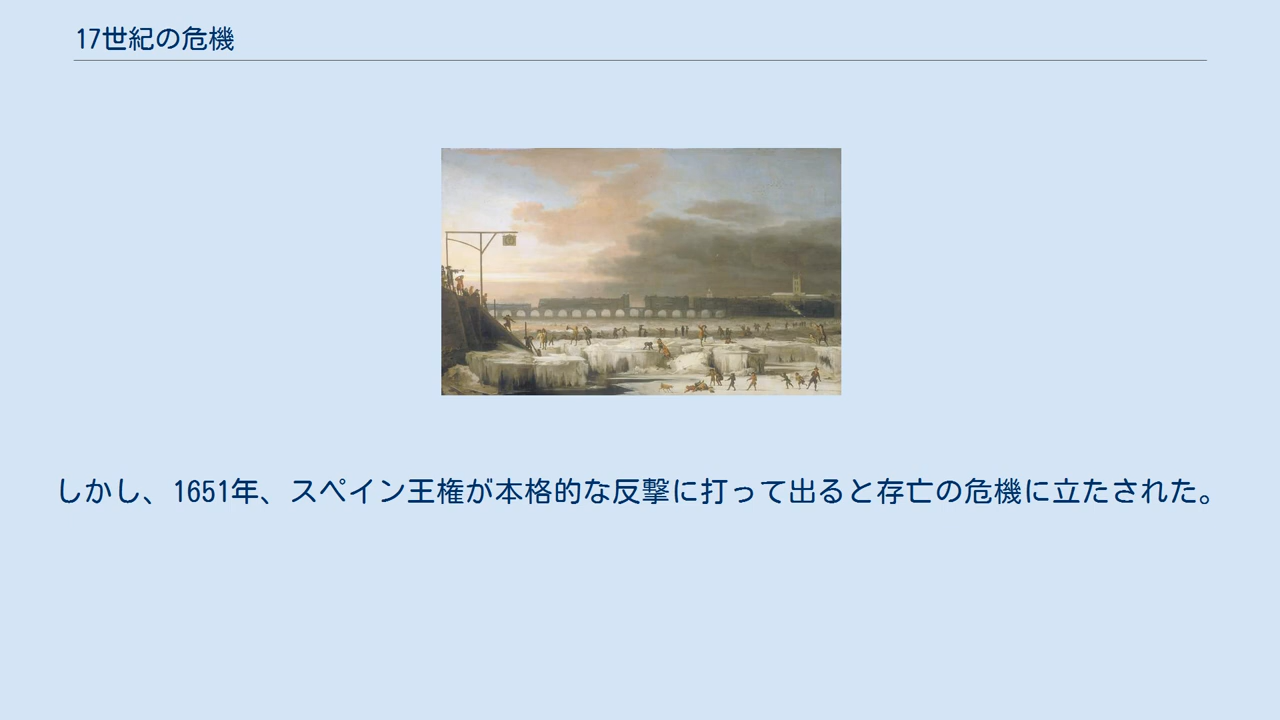 17世紀の危機
しかし、1651年、スペイン王権が本格的な反撃に打って出ると存亡の危機に立たされた。